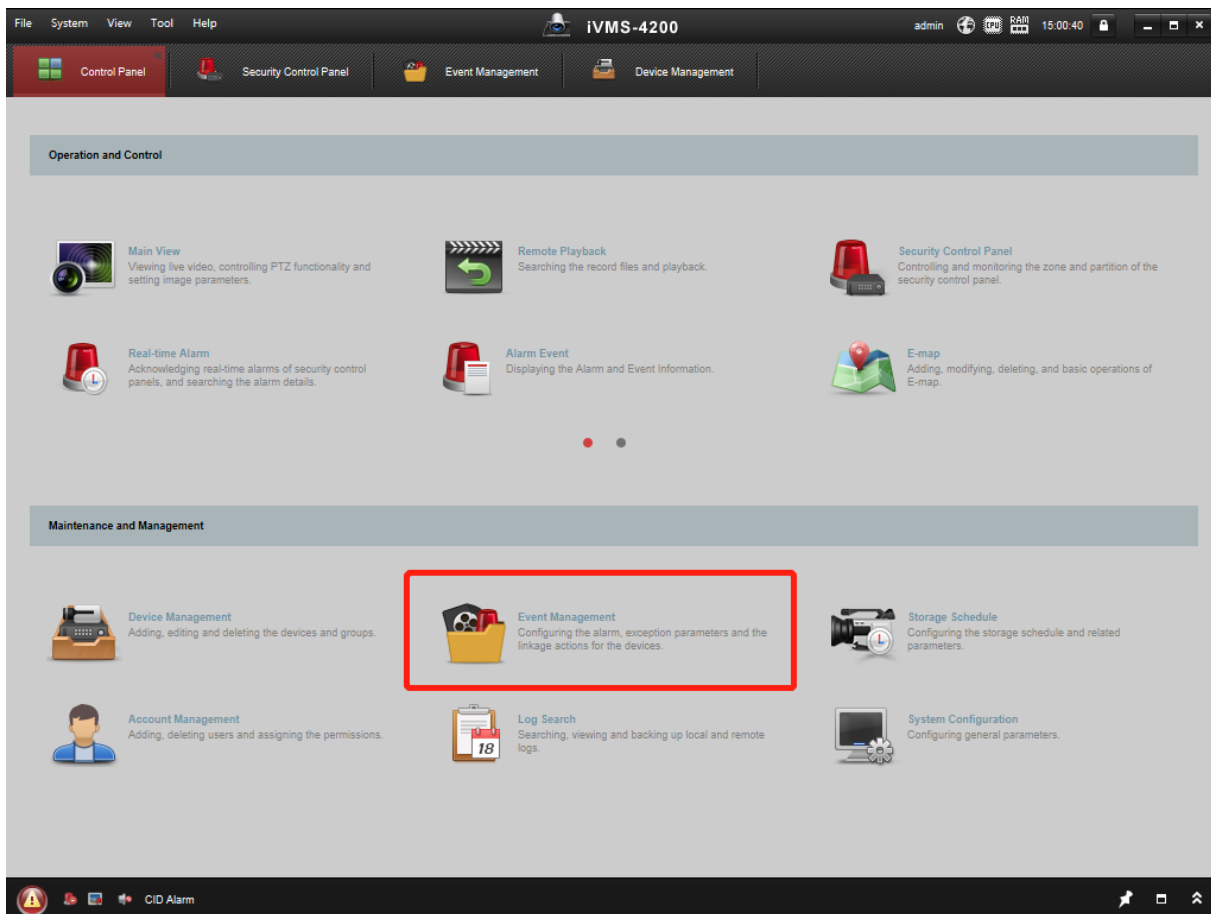 File System View Tool Help
iVMS-4200
admin CPU RAM 15:00:40
Control Panel
Security Control Panel
Event Management
Device Management
Operation and Control
Main View
Viewing live video, controlling PTZ functionality and
setting image parameters.
Remote Playback
Searching the record files and playback.
Security Control Panel
Controlling and monitoring the zone and partition of the
security control panel.
Real-time Alarm
Acknowledging real-time alarms of security control
panels, and searching the alarm details.
Alarm Event
Displaying the Alarm and Event Information.
E-map
Adding, modifying, deleting, and basic operations of
E-map.
Maintenance and Management
Device Management
Adding, editing and deleting the devices and groups.
Event Management
Configuring the alarm, exception parameters and the
linkage actions for the devices.
Storage Schedule
Configuring the storage schedule and related
parameters.
Account Management
Adding, deleting users and assigning the permissions.
18
Log Search
Searching, viewing and backing up local and remote
logs.
System Configuration
Configuring general parameters.
CID Alarm